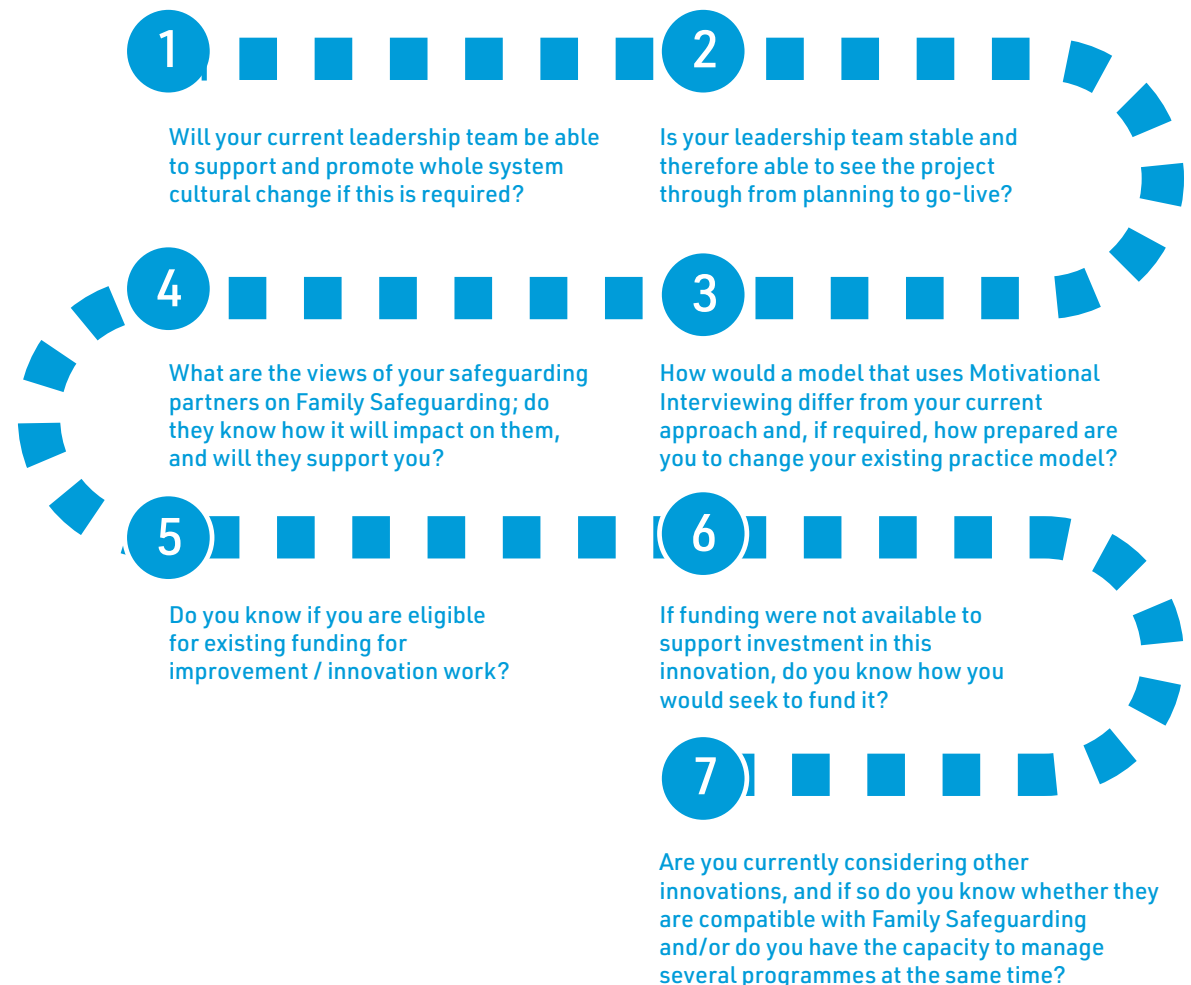 1
Will your current leadership team be able
to support and promote whole system
cultural change if this is required?
2
Is your leadership team stable and
therefore able to see the project
through from planning to go-live?
3
How would a model that uses Motivational
Interviewing differ from your current
approach and, if required, how prepared are
you to change your existing practice model?
4
What are the views of your safeguarding
partners on Family Safeguarding; do
they know how it will impact on them,
and will they support you?
5
Do you know if you are eligible
for existing funding for
improvement / innovation work?
6
If funding were not available to
support investment in this
innovation, do you know how you
would seek to fund it?
7
Are you currently considering other
innovations, and if so do you know whether they
are compatible with Family Safeguarding
and/or do you have the capacity to manage
several programmes at the same time?